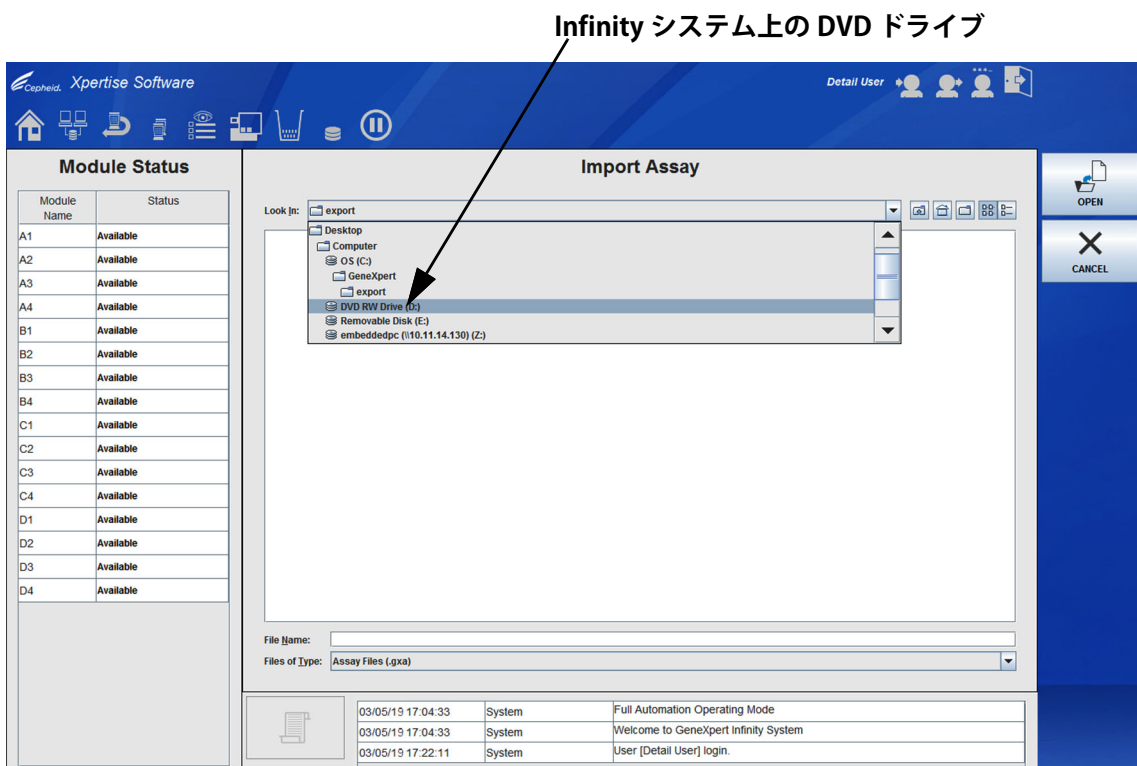 Infinity システム上の DVD ドライブ
Cepheid. Xpertise Software
Detail User
Module Status
Import Assay
Module Name
Status
OPEN
CANCEL
Look In:
export
Desktop
Computer
OS (C:)
GeneXpert
export
DVD RW Drive (D:)
Removable Disk (E:)
embeddedpc (\\10.11.14.130) (Z:)
A1 Available
A2 Available
A3 Available
A4 Available
B1 Available
B2 Available
B3 Available
B4 Available
C1 Available
C2 Available
C3 Available
C4 Available
D1 Available
D2 Available
D3 Available
D4 Available
File Name:
Files of Type: Assay Files (.gxa)
03/05/19 17:04:33 System Full Automation Operating Mode
03/05/19 17:04:33 System Welcome to GeneXpert Infinity System
03/05/19 17:22:11 System User [Detail User] login.